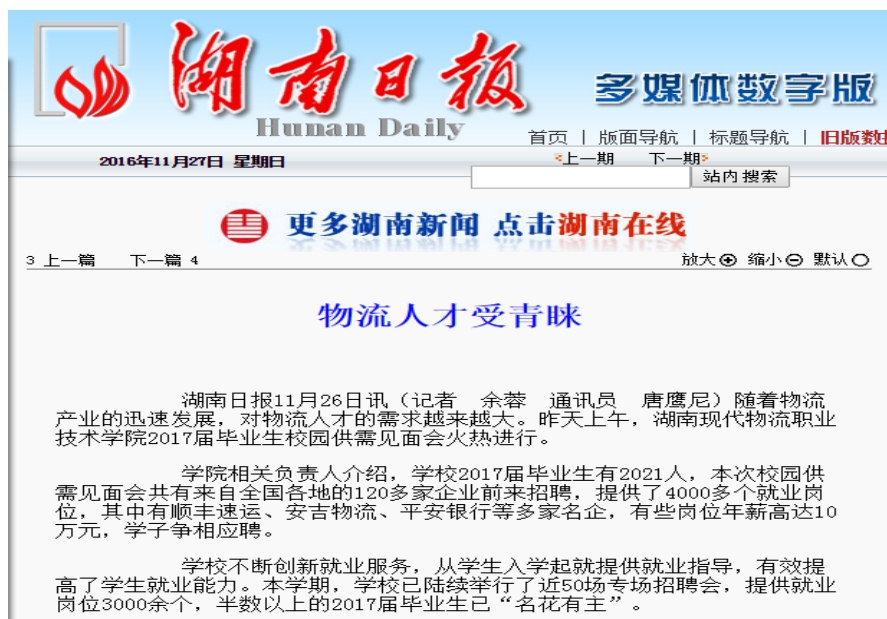 湖南日报
Hunan Daily
多媒体数字版
首页 | 版面导航 | 标题导航 | 旧版数
2016年11月27日 星期日
上一期 下一期
站内搜索
更多湖南新闻 点击湖南在线
3 上一篇 下一篇 4
放大 缩小 默认
物流人才受青睐
湖南日报11月26日讯（记者 余蓉 通讯员 唐鹰尼）随着物流
产业的迅速发展，对物流人才的需求越来越大。昨天上午，湖南现代物流职业
技术学院2017届毕业生校园供需见面会火热进行。
学院相关负责人介绍，学校2017届毕业生有2021人，本次校园供
需见面会共有来自全国各地的120多家企业前来招聘，提供了4000多个就业岗
位，其中有顺丰速运、安吉物流、平安银行等多家名企，有些岗位年薪高达10
万元，学子争相应聘。
学校不断创新就业服务，从学生入学起就提供就业指导，有效提
高了学生就业能力。本学期，学校已陆续举行了近50场专场招聘会，提供就业
岗位3000余个，半数以上的2017届毕业生已“名花有主”。